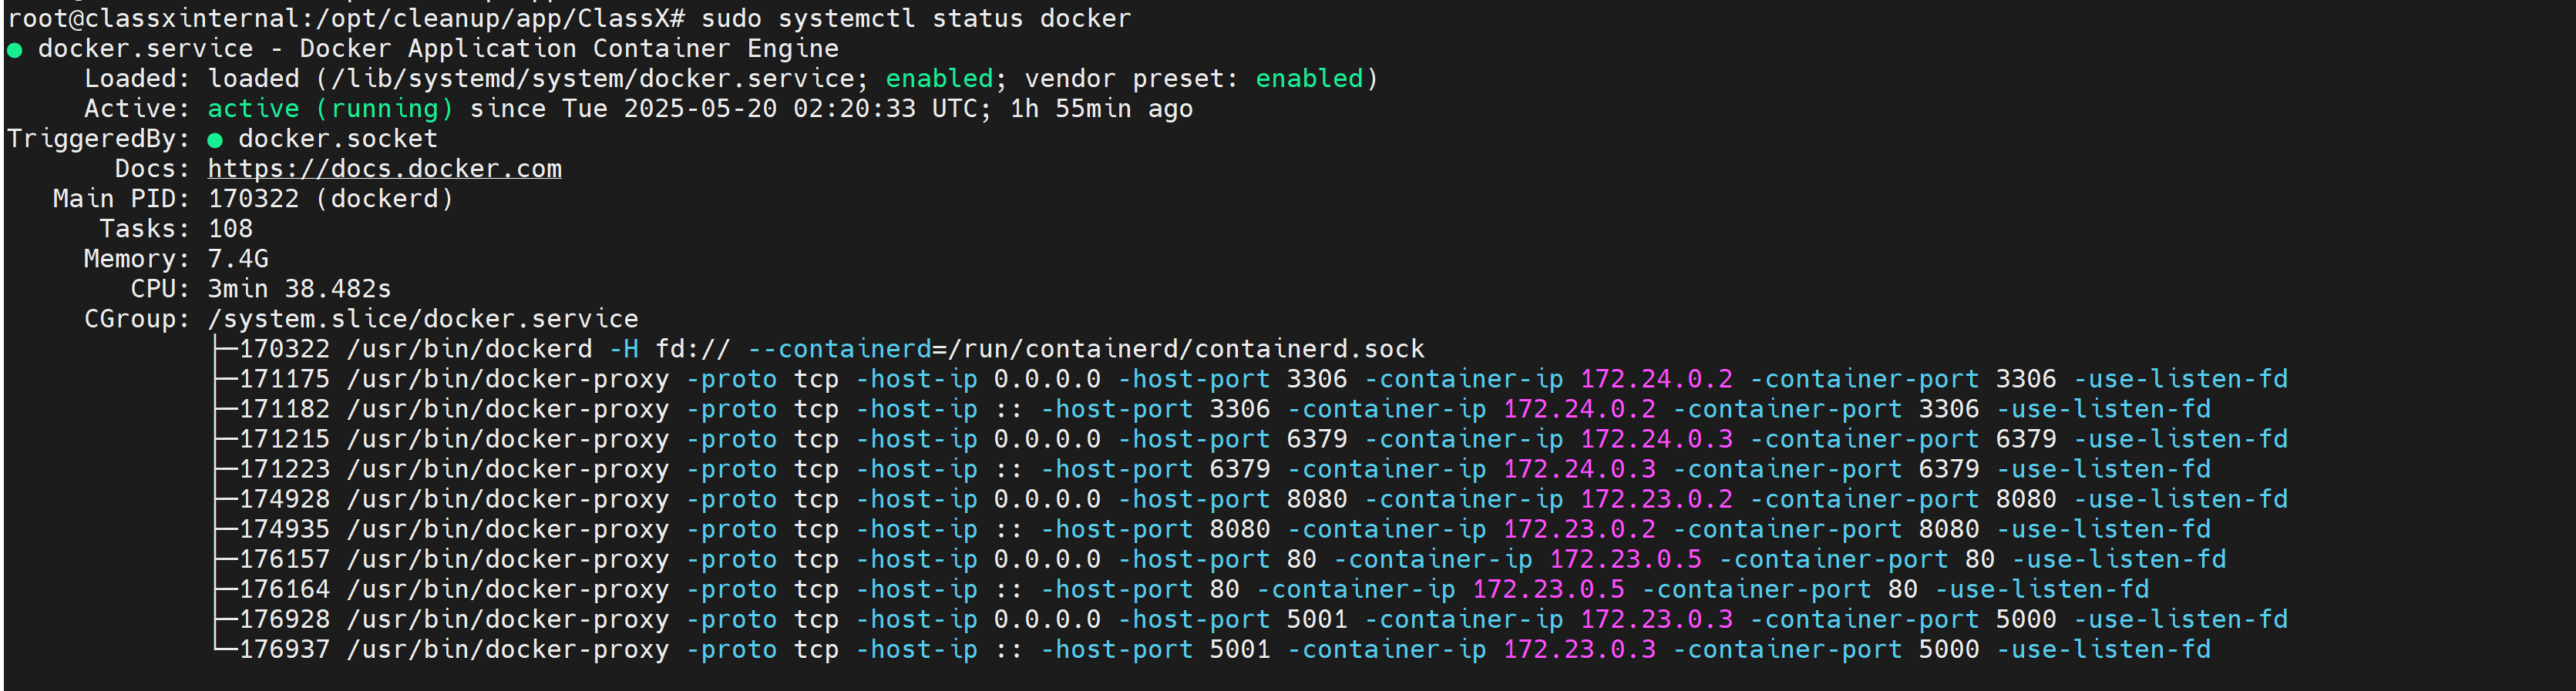 root@classxinternal:/opt/cleanup/app/ClassX# sudo systemctl status docker
● docker.service - Docker Application Container Engine
     Loaded: loaded (/lib/systemd/system/docker.service; enabled; vendor preset: enabled)
     Active: active (running) since Tue 2025-05-20 02:20:33 UTC; 1h 55min ago
TriggeredBy: ● docker.socket
       Docs: https://docs.docker.com
   Main PID: 170322 (dockerd)
      Tasks: 108
     Memory: 7.4G
        CPU: 3min 38.482s
     CGroup: /system.slice/docker.service
             ├─170322 /usr/bin/dockerd -H fd:// --containerd=/run/containerd/containerd.sock
             ├─171175 /usr/bin/docker-proxy -proto tcp -host-ip 0.0.0.0 -host-port 3306 -container-ip 172.24.0.2 -container-port 3306 -use-listen-fd
             ├─171182 /usr/bin/docker-proxy -proto tcp -host-ip :: -host-port 3306 -container-ip 172.24.0.2 -container-port 3306 -use-listen-fd
             ├─171215 /usr/bin/docker-proxy -proto tcp -host-ip 0.0.0.0 -host-port 6379 -container-ip 172.24.0.3 -container-port 6379 -use-listen-fd
             ├─171223 /usr/bin/docker-proxy -proto tcp -host-ip :: -host-port 6379 -container-ip 172.24.0.3 -container-port 6379 -use-listen-fd
             ├─174928 /usr/bin/docker-proxy -proto tcp -host-ip 0.0.0.0 -host-port 8080 -container-ip 172.23.0.2 -container-port 8080 -use-listen-fd
             ├─174935 /usr/bin/docker-proxy -proto tcp -host-ip :: -host-port 8080 -container-ip 172.23.0.2 -container-port 8080 -use-listen-fd
             ├─176157 /usr/bin/docker-proxy -proto tcp -host-ip 0.0.0.0 -host-port 80 -container-ip 172.23.0.5 -container-port 80 -use-listen-fd
             ├─176164 /usr/bin/docker-proxy -proto tcp -host-ip :: -host-port 80 -container-ip 172.23.0.5 -container-port 80 -use-listen-fd
             ├─176928 /usr/bin/docker-proxy -proto tcp -host-ip 0.0.0.0 -host-port 5001 -container-ip 172.23.0.3 -container-port 5000 -use-listen-fd
             └─176937 /usr/bin/docker-proxy -proto tcp -host-ip :: -host-port 5001 -container-ip 172.23.0.3 -container-port 5000 -use-listen-fd